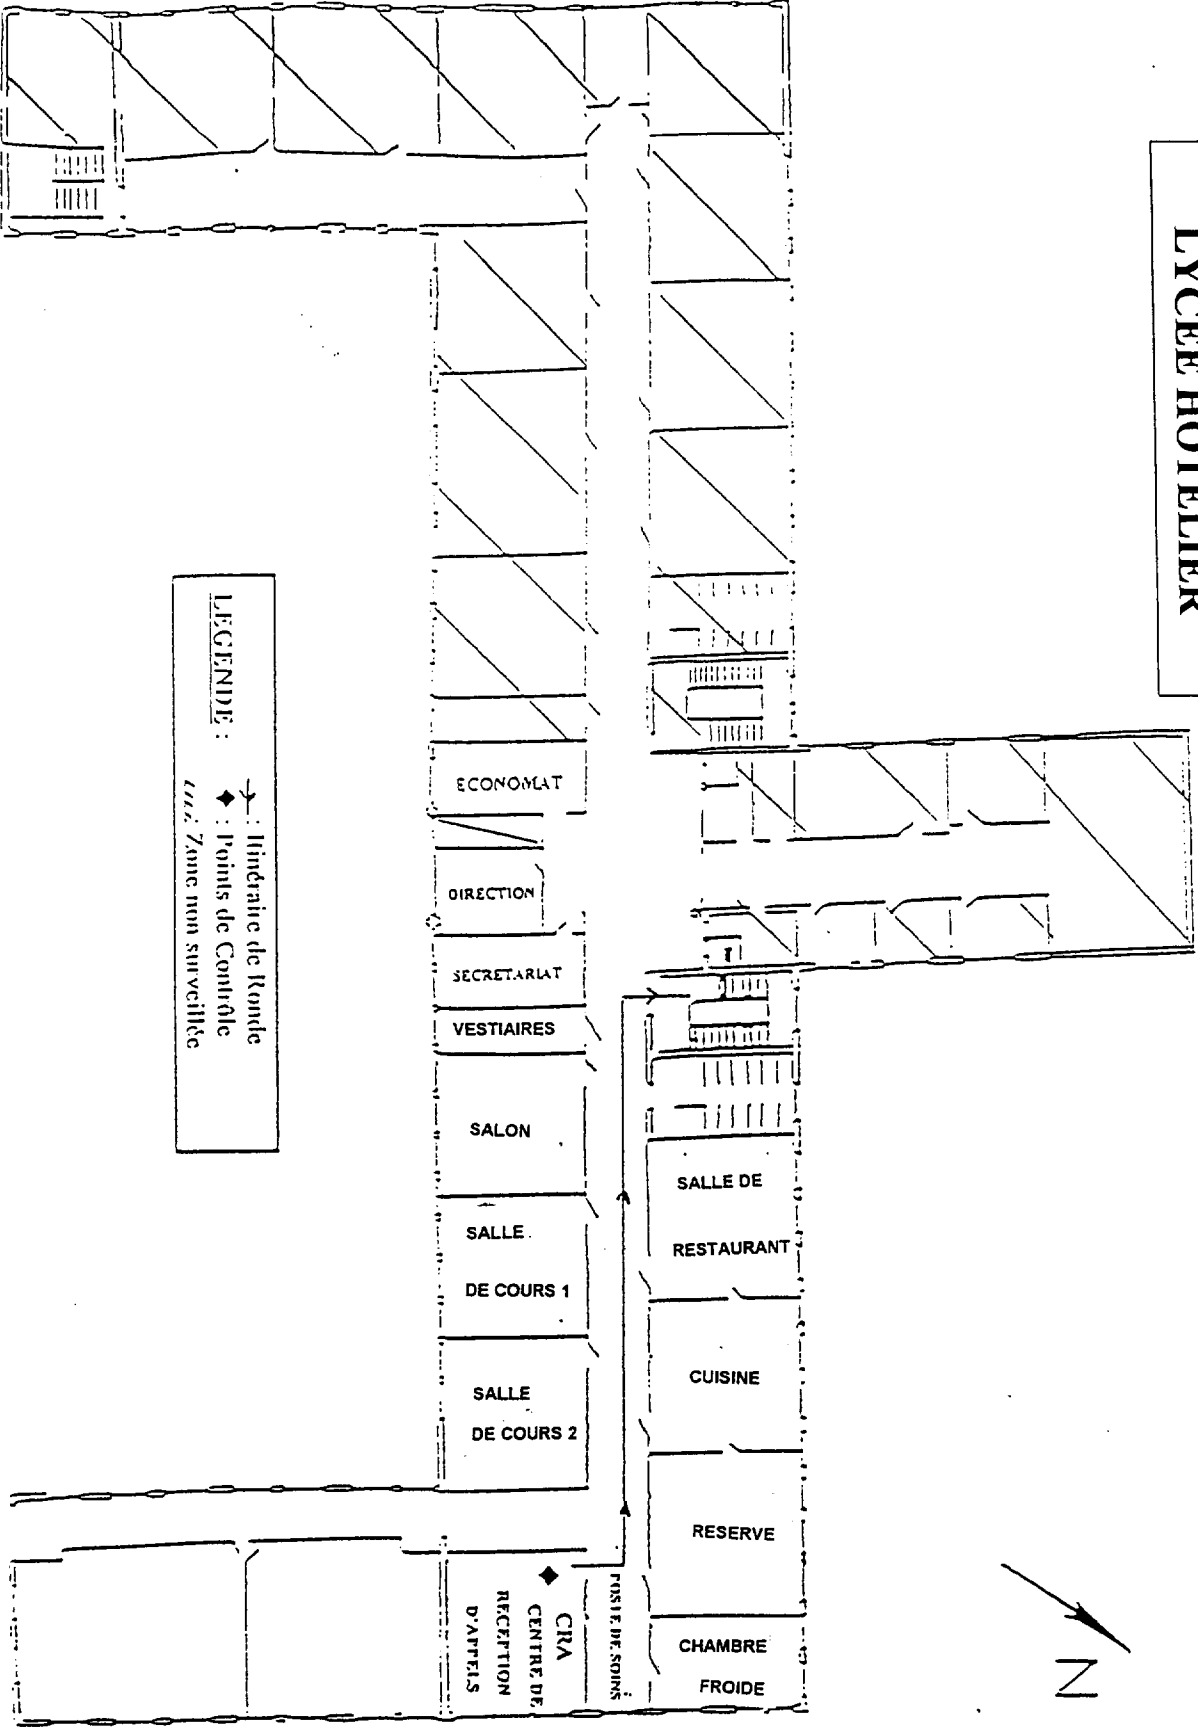 LYCEE HOTELIER
LEGENDE :
: Itinéraire de Ronde
: Points de Contrôle
: Zone non surveillée
ECONOMAT
DIRECTION
SECRETARIAT
VESTIAIRES
SALON
SALLE
DE COURS 1
SALLE
DE COURS 2
SALLE DE
RESTAURANT
CUISINE
RESERVE
CHAMBRE
FROIDE
POSTE DE SOINS
CRA
CENTRE DE
RECEPTION
D'APPELS
N